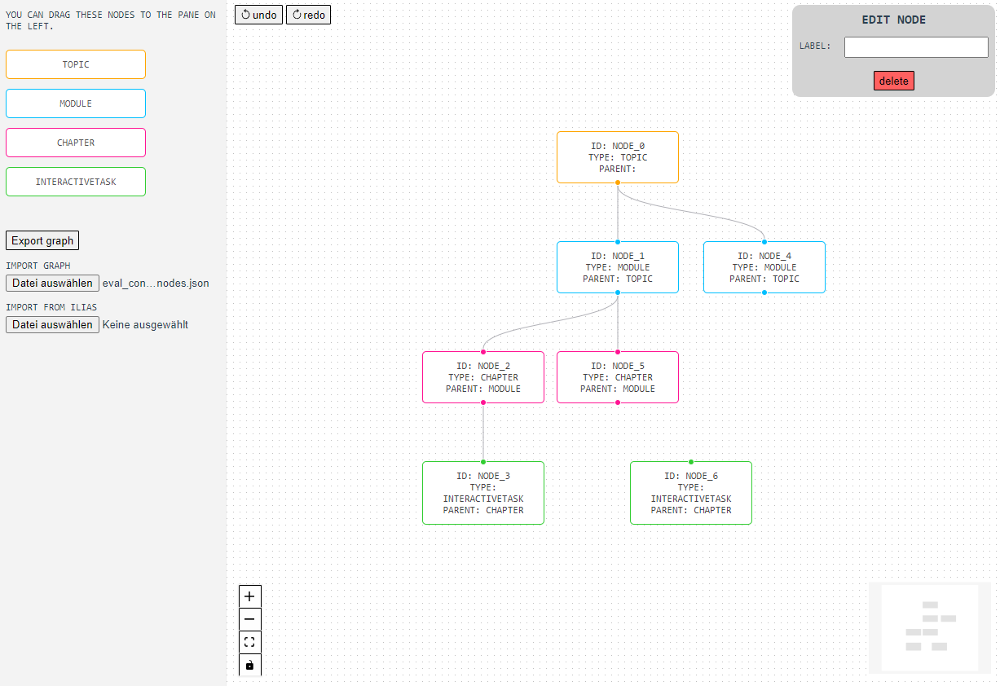 YOU CAN DRAG THESE NODES TO THE PANE ON
THE LEFT.
TOPIC
MODULE
CHAPTER
INTERACTIVETASK
Export graph
IMPORT GRAPH
Datei auswählen eval_con…nodes.json
IMPORT FROM ILIAS
Datei auswählen Keine ausgewählt
undo
redo
EDIT NODE
LABEL:
delete
ID: NODE_0
TYPE: TOPIC
PARENT:
ID: NODE_1
TYPE: MODULE
PARENT: TOPIC
ID: NODE_4
TYPE: MODULE
PARENT: TOPIC
ID: NODE_2
TYPE: CHAPTER
PARENT: MODULE
ID: NODE_5
TYPE: CHAPTER
PARENT: MODULE
ID: NODE_3
TYPE:
INTERACTIVETASK
PARENT: CHAPTER
ID: NODE_6
TYPE:
INTERACTIVETASK
PARENT: CHAPTER